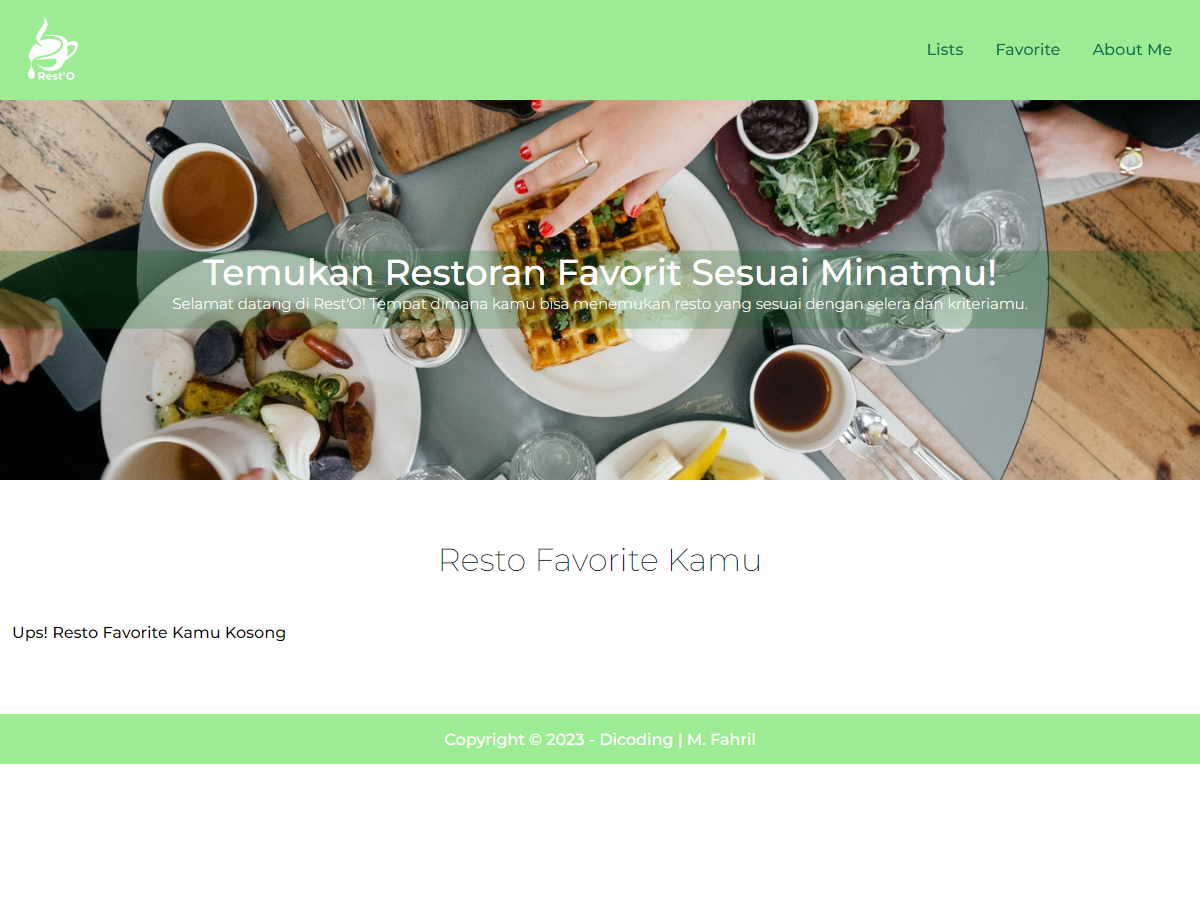 Rest'O
Lists
Favorite
About Me
Temukan Restoran Favorit Sesuai Minatmu!
Selamat datang di Rest'O! Tempat dimana kamu bisa menemukan resto yang sesuai dengan selera dan kriteriamu.
Resto Favorite Kamu
Ups! Resto Favorite Kamu Kosong
Copyright © 2023 - Dicoding | M. Fahril